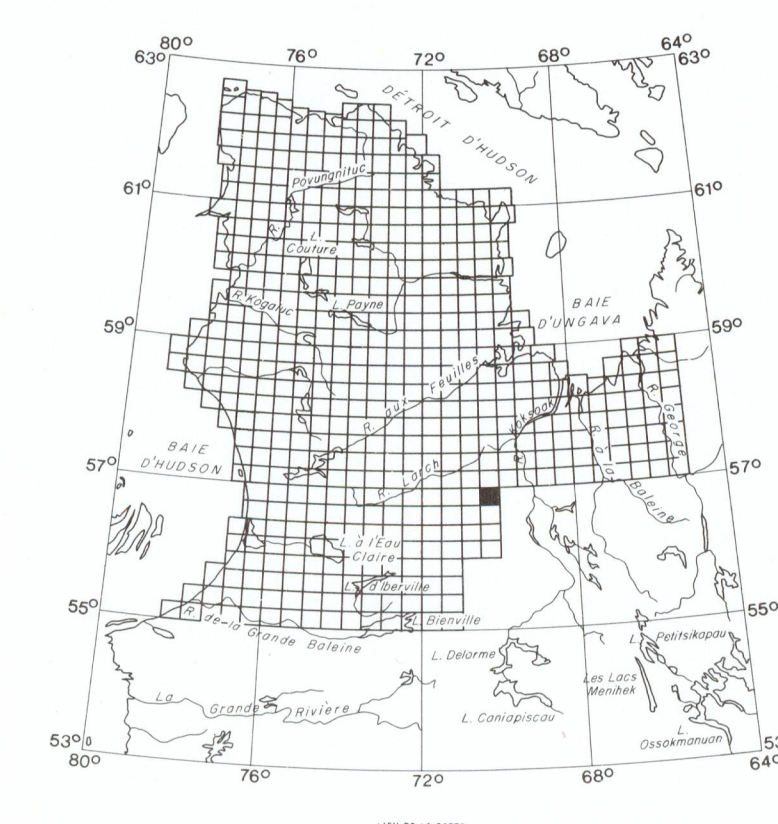 80° 76° 72° 68° 64°
63° 63°
DÉTROIT
D'HUDSON
Povungnituc
R.
61° 61°
L.
Couture
R. Kogaluc
L. Payne
BAIE
D'UNGAVA
59° 59°
R. aux Feuilles
Koksoak
R. George
R. à la Baleine
BAIE
D'HUDSON
57° 57°
R. Larch
L. à l'Eau
Claire
L. d'Iberville
55° 55°
R. de-la Grande Baleine
L. Bienville
L. Delorme
L. Petitsikapau
Les Lacs
Menihek
La Grande Rivière
L. Caniapiscau
L.
Ossokmanuan
53° 53
80° 76° 72° 68° 64°